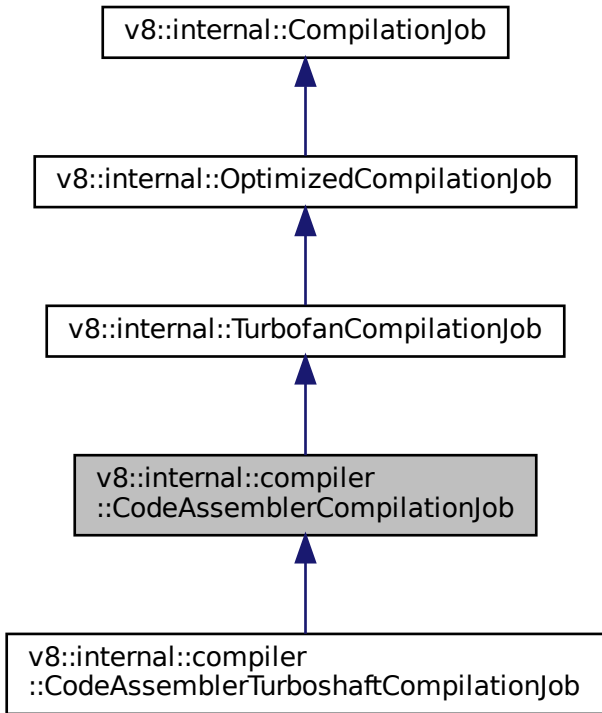 v8::internal::CompilationJob
v8::internal::OptimizedCompilationJob
v8::internal::TurbofanCompilationJob
v8::internal::compiler
::CodeAssemblerCompilationJob
v8::internal::compiler
::CodeAssemblerTurboshaftCompilationJob